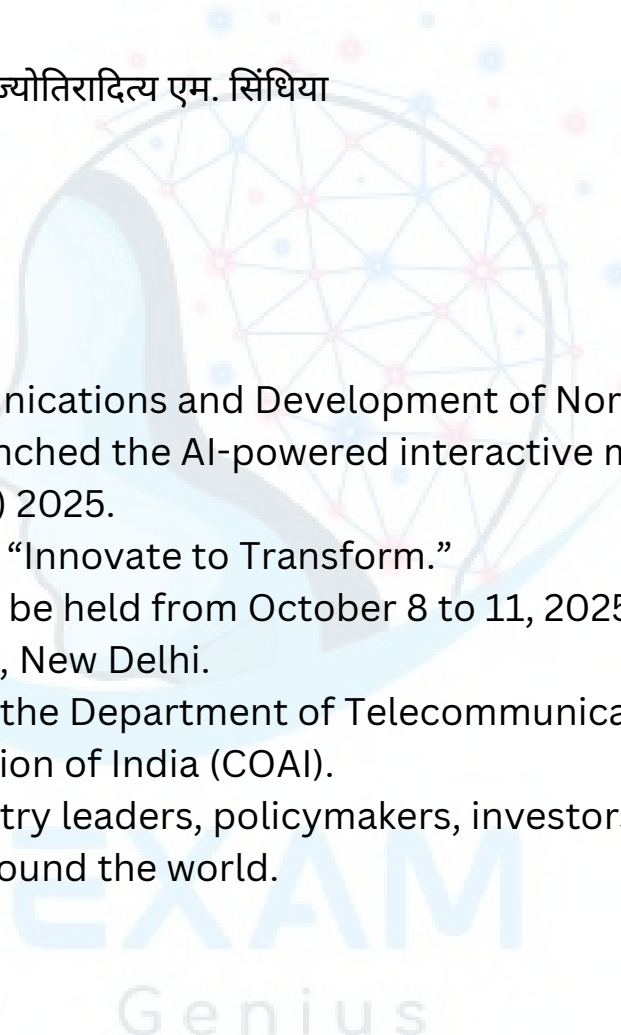 ज्योतिरादित्य एम. सिंधिया
nications and Development of Nor
nched the AI-powered interactive
) 2025.
“Innovate to Transform.”
be held from October 8 to 11, 2025
, New Delhi.
the Department of Telecommunica
ion of India (COAI).
try leaders, policymakers, investors
ound the world.
EXAM
Genius